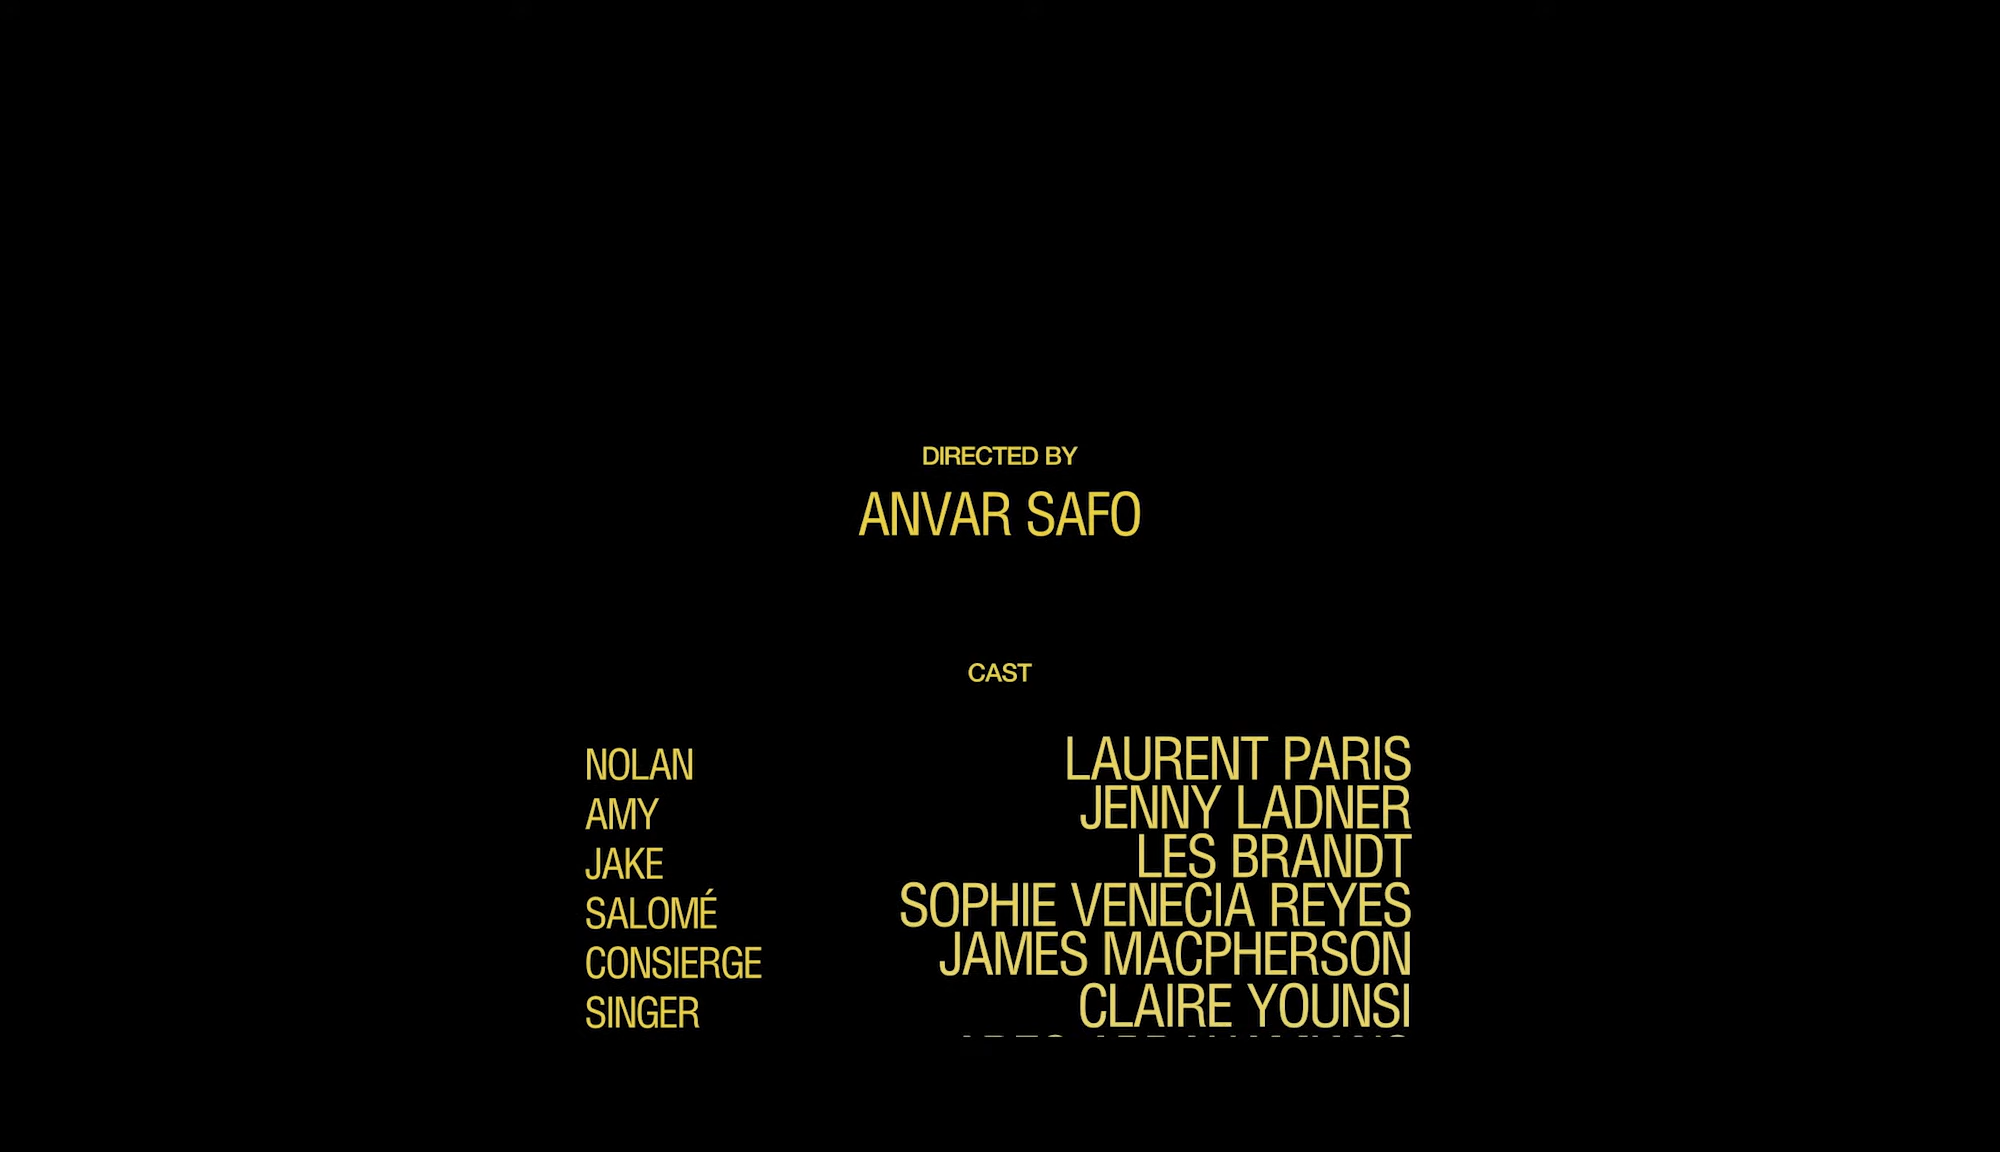 DIRECTED BY
ANVAR SAFO
CAST
NOLAN LAURENT PARIS
AMY JENNY LADNER
JAKE LES BRANDT
SALOMÉ SOPHIE VENECIA REYES
CONSIERGE JAMES MACPHERSON
SINGER CLAIRE YOUNSI